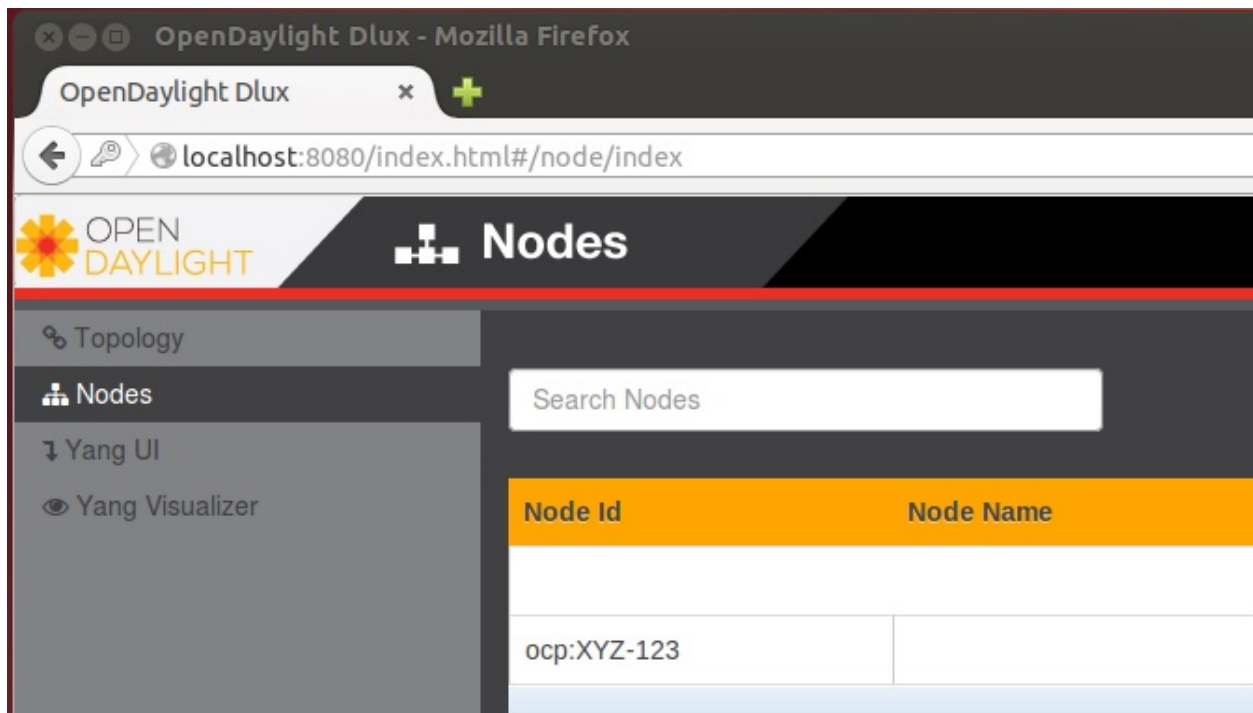 OpenDaylight Dlux - Mozilla Firefox
OpenDaylight Dlux
localhost:8080/index.html#/node/index
OPEN
DAYLIGHT
Nodes
Topology
Nodes
Yang UI
Yang Visualizer
Search Nodes
Node Id Node Name
ocp:XYZ-123